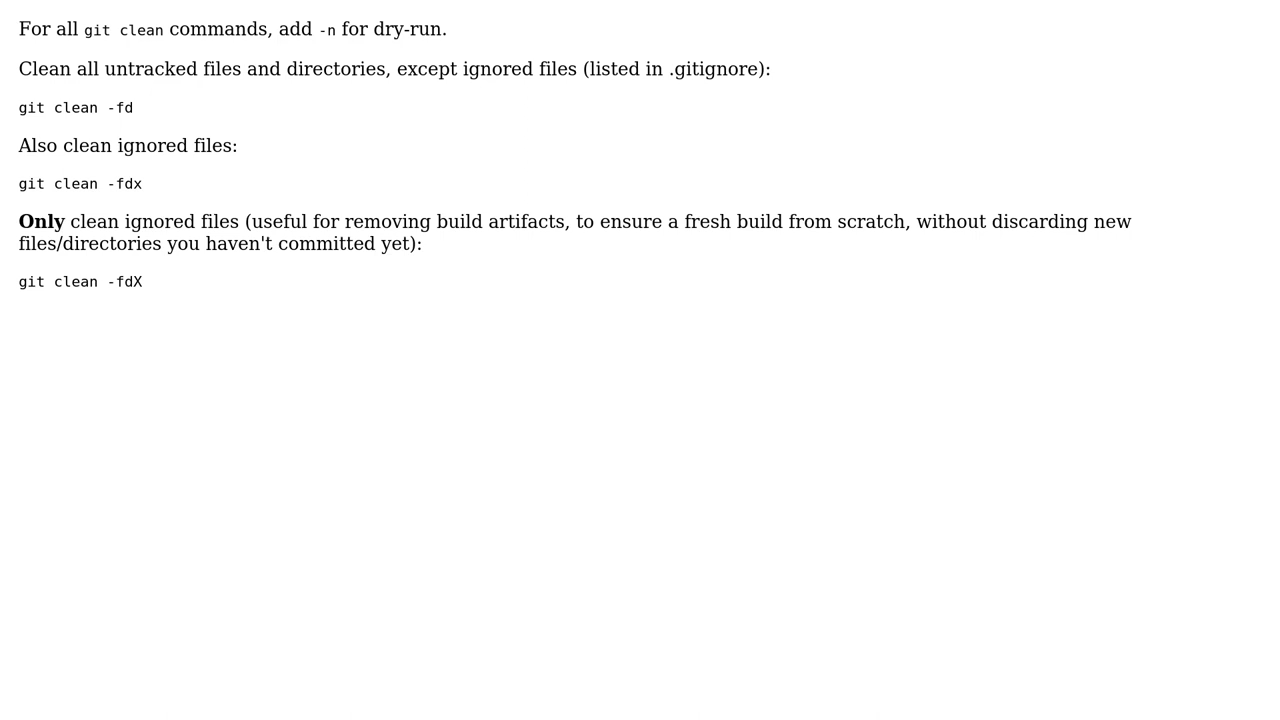 For all git clean commands, add -n for dry-run.
Clean all untracked files and directories, except ignored files (listed in .gitignore):
git clean -fd
Also clean ignored files:
git clean -fdx
Only clean ignored files (useful for removing build artifacts, to ensure a fresh build from scratch, without discarding new
files/directories you haven't committed yet):
git clean -fdX